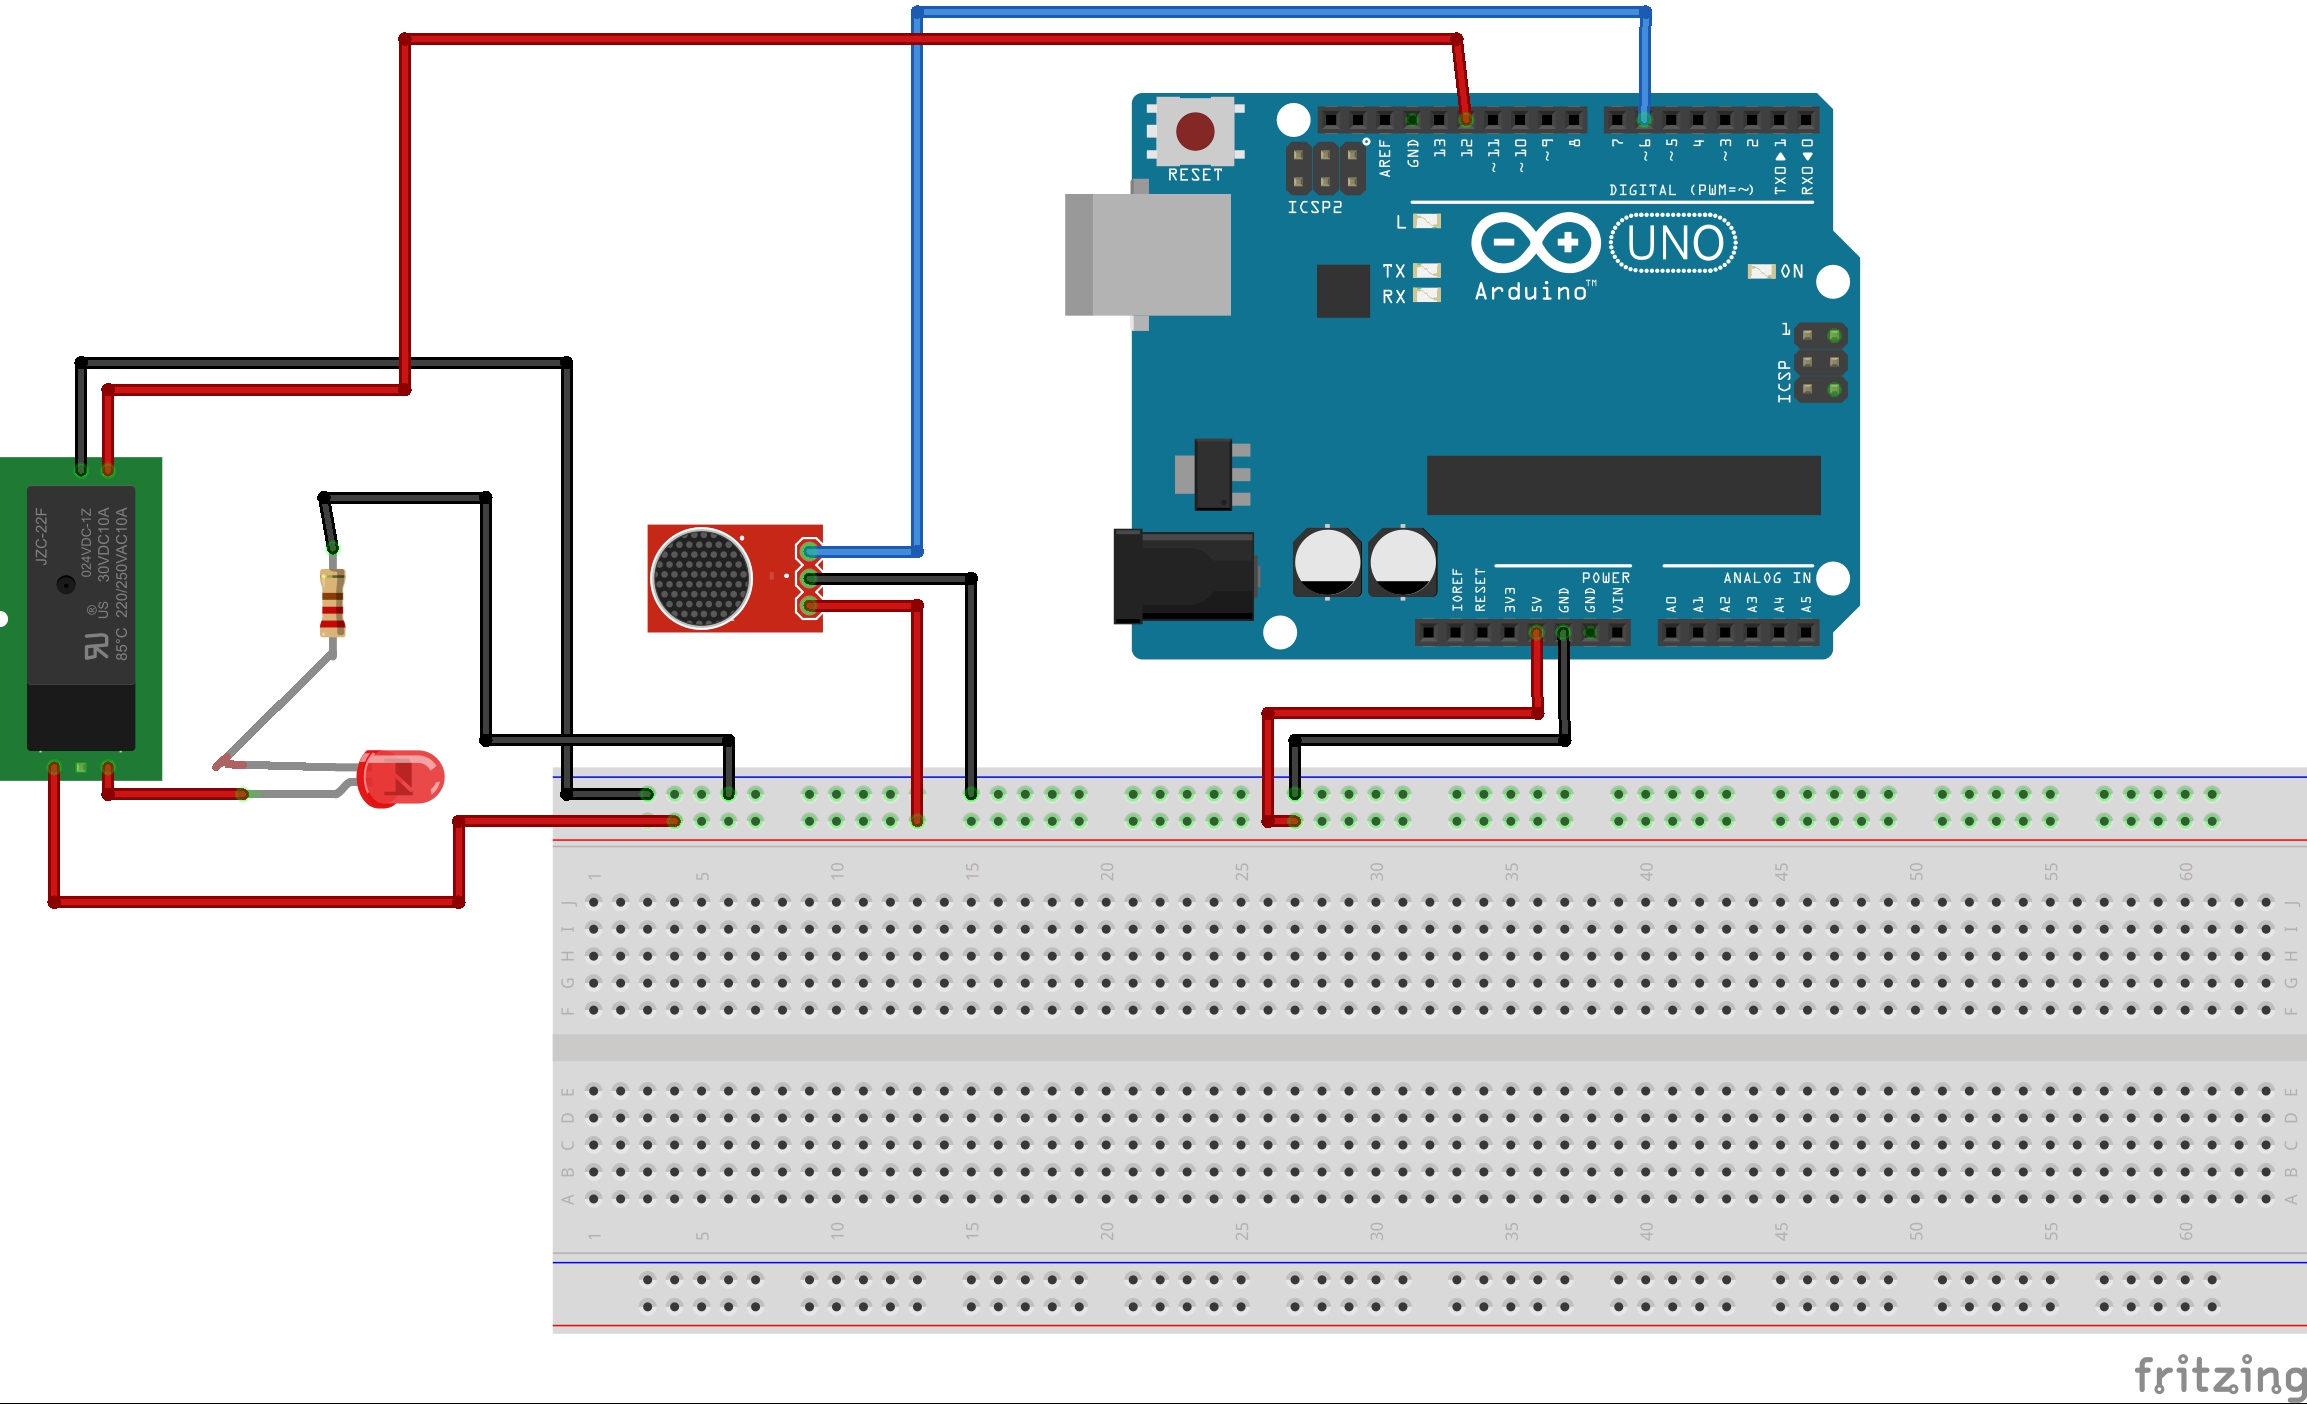 RESET
ICSP2
AREF
GND
13
12
~11
~10
~9
8
7
~6
~5
4
~3
2
TX0▶1
RX0◀0
DIGITAL (PWM=~)
L
TX
RX
UNO
Arduino™
ON
1
ICSP
JZC-22F
024VDC-1Z
30VDC10A
220/250VAC10A
® US
85°C
IOREF
RESET
3V3
5V
GND
GND
VIN
POWER
ANALOG IN
A0
A1
A2
A3
A4
A5
1 5 10 15 20 25 30 35 40 45 50 55 60
J J
I I
H H
G G
F F
E E
D D
C C
B B
A A
1 5 10 15 20 25 30 35 40 45 50 55 60
fritzing